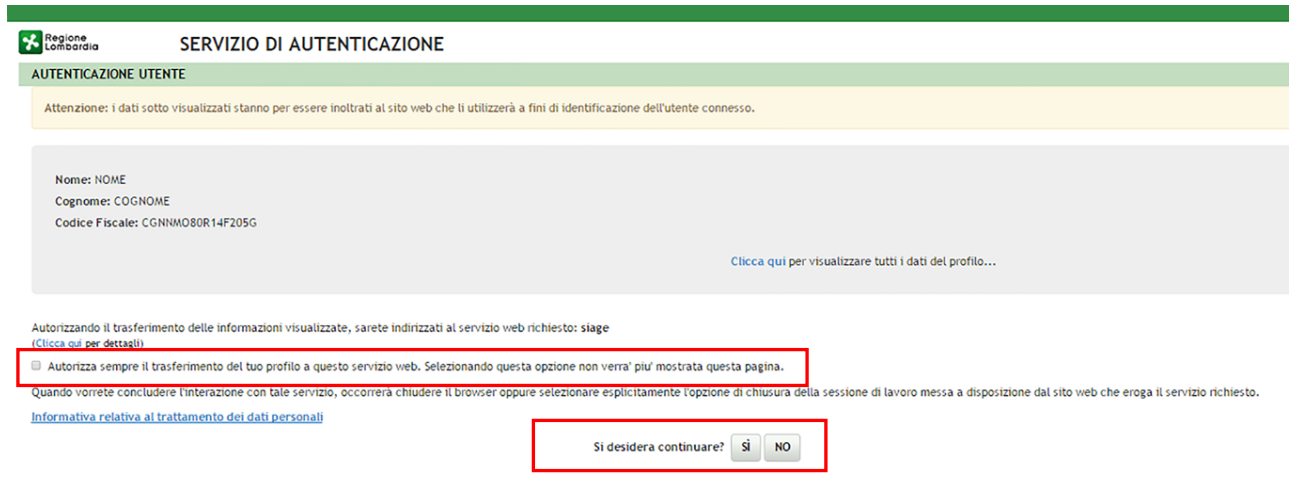 Regione
Lombardia
SERVIZIO DI AUTENTICAZIONE
AUTENTICAZIONE UTENTE
Attenzione: i dati sotto visualizzati stanno per essere inoltrati al sito web che li utilizzerà a fini di identificazione dell'utente connesso.
Nome: NOME
Cognome: COGNOME
Codice Fiscale: CGNNMO80R14F205G
Clicca qui per visualizzare tutti i dati del profilo...
Autorizzando il trasferimento delle informazioni visualizzate, sarete indirizzati al servizio web richiesto: siage
(Clicca qui per dettagli)
Autorizza sempre il trasferimento del tuo profilo a questo servizio web. Selezionando questa opzione non verra' piu' mostrata questa pagina.
Quando vorrete concludere l'interazione con tale servizio, occorrerà chiudere il browser oppure selezionare esplicitamente l'opzione di chiusura della sessione di lavoro messa a disposizione dal sito web che eroga il servizio richiesto.
Informativa relativa al trattamento dei dati personali
Si desidera continuare? SÌ NO